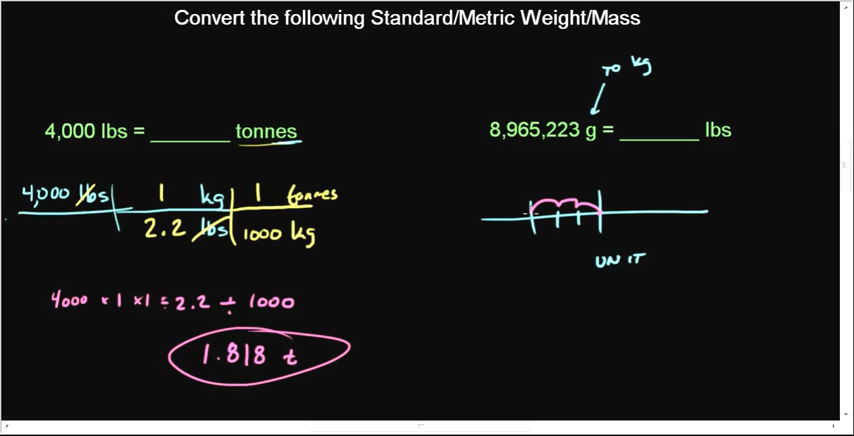 Convert the following Standard/Metric Weight/Mass
TO kg
4,000 lbs = _______ tonnes
8,965,223 g = ________ lbs
4,000 lbs | 1 kg | 1 tonnes
2.2 lbs | 1000 kg
UNIT
4000 × 1 × 1 ÷ 2.2 ÷ 1000
1.818 t